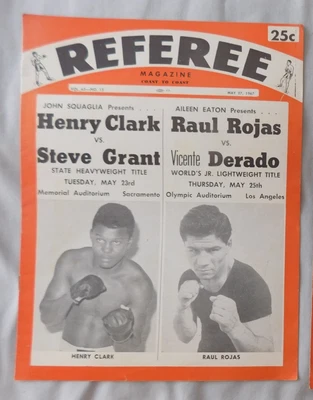 25c
REFEREE
MAGAZINE
COAST TO COAST
JOHN SQUAGLIA Presents . . .
Henry Clark
VS.
Steve Grant
STATE HEAVYWEIGHT TITLE
TUESDAY, MAY 23rd
Memorial Auditorium Sacramento
AILEEN EATON Presents . . .
Raul Rojas
VS.
Vicente Derado
WORLD'S JR. LIGHTWEIGHT TITLE
THURSDAY, MAY 25th
Olympic Auditorium Los Angeles
HENRY CLARK
RAUL ROJAS